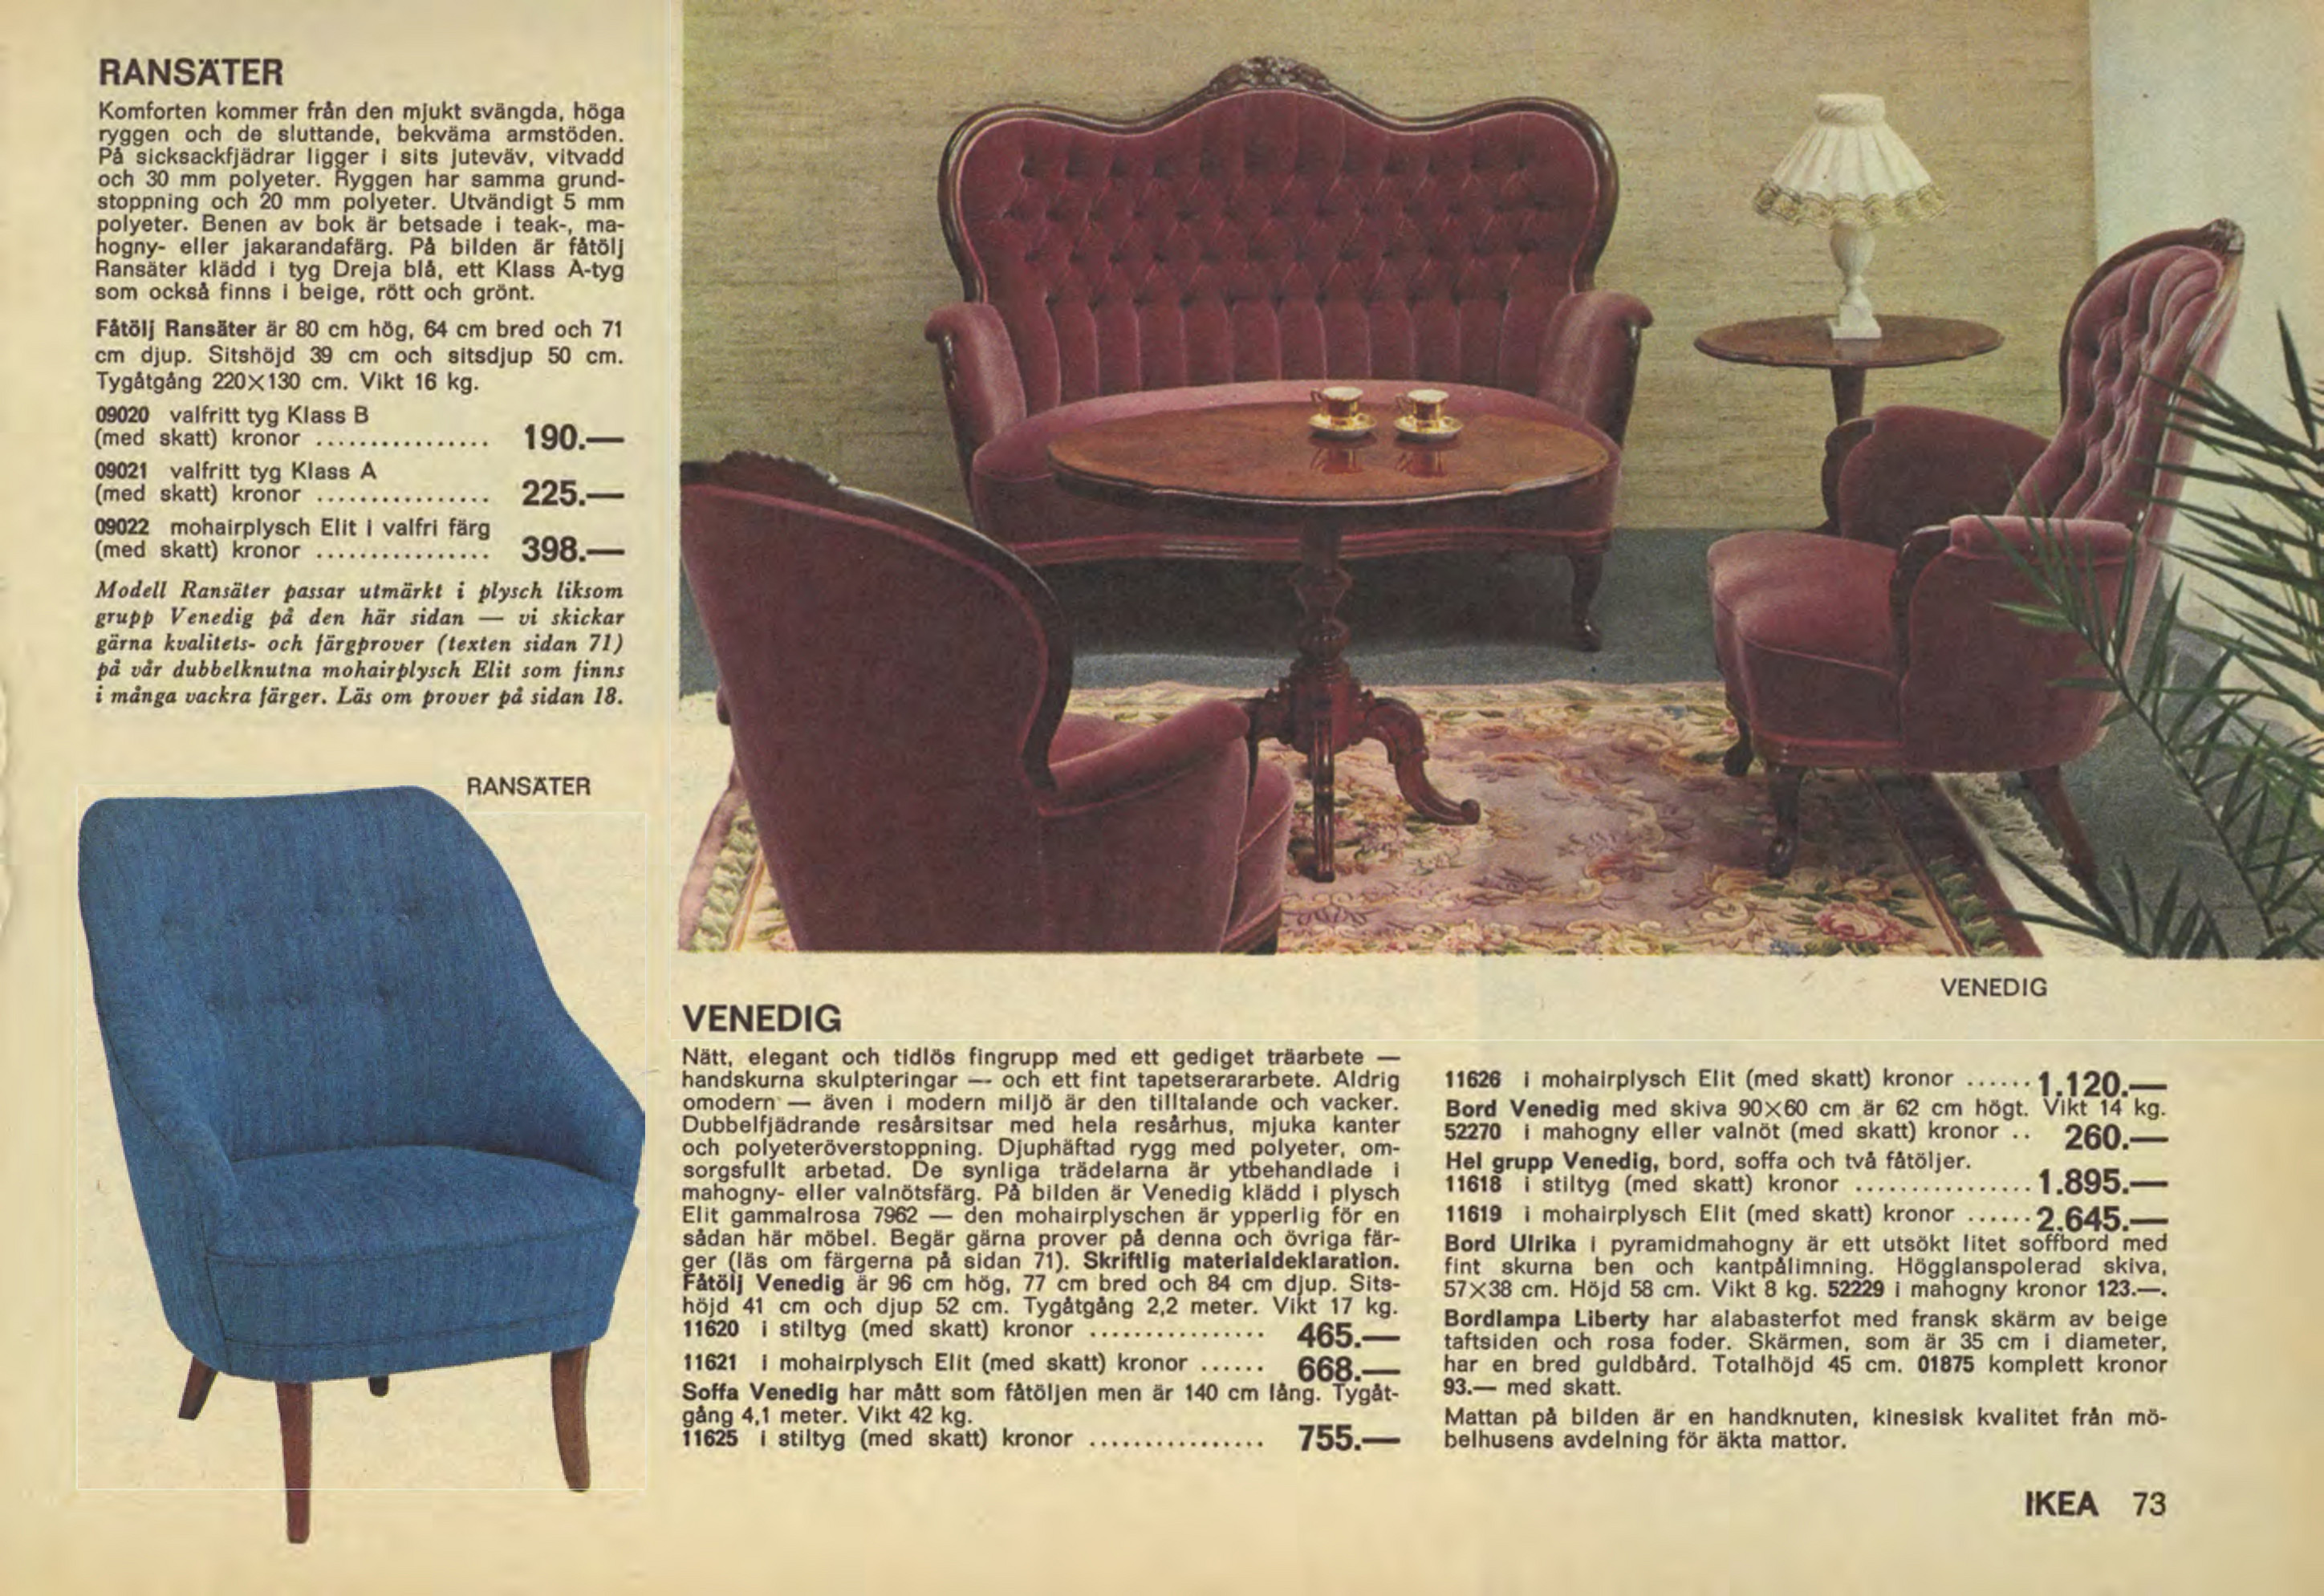 RANSÄTER
Komforten kommer från den mjukt svängda, höga
ryggen och de sluttande, bekväma armstöden.
På sicksackfjädrar ligger i sits juteväv, vitvadd
och 30 mm polyeter. Ryggen har samma grund-
stoppning och 20 mm polyeter. Utvändigt 5 mm
polyeter. Benen av bok är betsade i teak-, ma-
hogny- eller jakarandafärg. På bilden är fåtölj
Ransäter klädd i tyg Dreja blå, ett Klass A-tyg
som också finns i beige, rött och grönt.
Fåtölj Ransäter är 80 cm hög, 64 cm bred och 71
cm djup. Sitshöjd 39 cm och sitsdjup 50 cm.
Tygåtgång 220×130 cm. Vikt 16 kg.
09020 valfritt tyg Klass B
(med skatt) kronor ................ 190.—
09021 valfritt tyg Klass A
(med skatt) kronor ................ 225.—
09022 mohairplysch Elit i valfri färg
(med skatt) kronor ................ 398.—
Modell Ransäter passar utmärkt i plysch liksom
grupp Venedig på den här sidan — vi skickar
gärna kvalitets- och färgprover (texten sidan 71)
på vår dubbelknutna mohairplysch Elit som finns
i många vackra färger. Läs om prover på sidan 18.
RANSÄTER
VENEDIG
VENEDIG
Nätt, elegant och tidlös fingrupp med ett gediget träarbete —
handskurna skulpteringar — och ett fint tapetserararbete. Aldrig
omodern — även i modern miljö är den tilltalande och vacker.
Dubbelfjädrande resårsitsar med hela resårhus, mjuka kanter
och polyeteröverstoppning. Djuphäftad rygg med polyeter, om-
sorgsfullt arbetad. De synliga trädelarna är ytbehandlade i
mahogny- eller valnötsfärg. På bilden är Venedig klädd i plysch
Elit gammalrosa 7962 — den mohairplyschen är ypperlig för en
sådan här möbel. Begär gärna prover på denna och övriga fär-
ger (läs om färgerna på sidan 71). Skriftlig materialdeklaration.
Fåtölj Venedig är 96 cm hög, 77 cm bred och 84 cm djup. Sits-
höjd 41 cm och djup 52 cm. Tygåtgång 2,2 meter. Vikt 17 kg.
11620 i stiltyg (med skatt) kronor ................ 465.—
11621 i mohairplysch Elit (med skatt) kronor ...... 668.—
Soffa Venedig har mått som fåtöljen men är 140 cm lång. Tygåt-
gång 4,1 meter. Vikt 42 kg.
11625 i stiltyg (med skatt) kronor ................ 755.—
11626 i mohairplysch Elit (med skatt) kronor ...... 1.120.—
Bord Venedig med skiva 90×60 cm är 62 cm högt. Vikt 14 kg.
52270 i mahogny eller valnöt (med skatt) kronor .. 260.—
Hel grupp Venedig, bord, soffa och två fåtöljer.
11618 i stiltyg (med skatt) kronor ................ 1.895.—
11619 i mohairplysch Elit (med skatt) kronor ...... 2.645.—
Bord Ulrika i pyramidmahogny är ett utsökt litet soffbord med
fint skurna ben och kantpålimning. Högglanspolerad skiva,
57×38 cm. Höjd 58 cm. Vikt 8 kg. 52229 i mahogny kronor 123.—.
Bordlampa Liberty har alabasterfot med fransk skärm av beige
taftsiden och rosa foder. Skärmen, som är 35 cm i diameter,
har en bred guldbård. Totalhöjd 45 cm. 01875 komplett kronor
93.— med skatt.
Mattan på bilden är en handknuten, kinesisk kvalitet från mö-
belhusens avdelning för äkta mattor.
IKEA 73